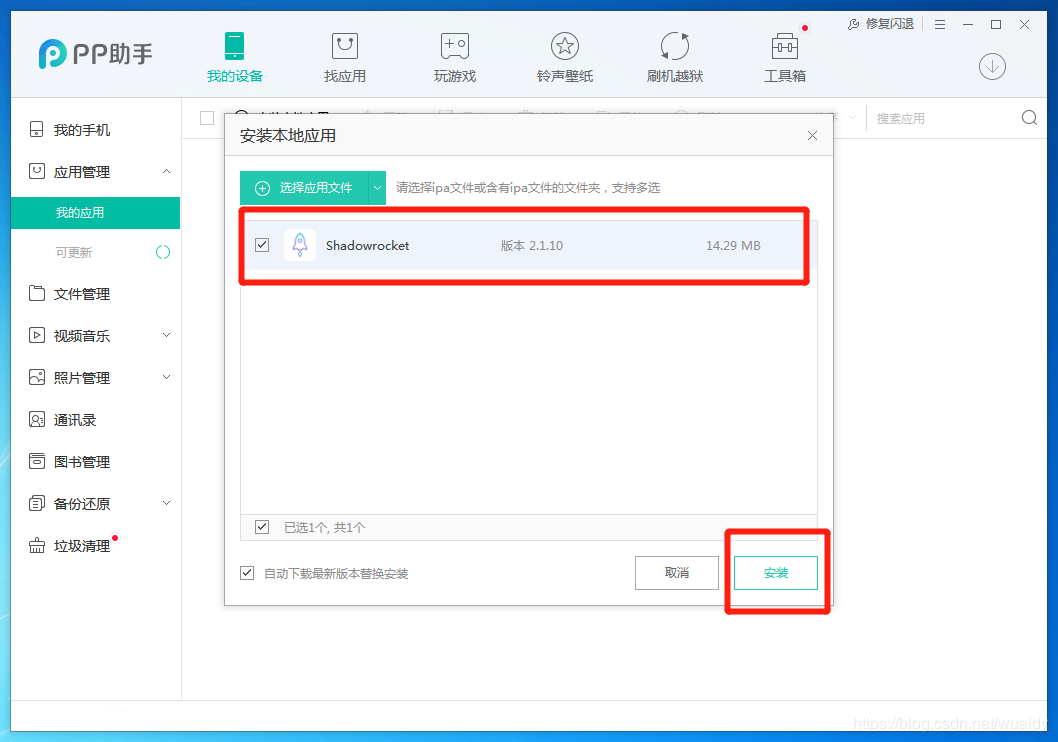 修复闪退
PP助手
我的设备
找应用
玩游戏
铃声壁纸
刷机越狱
工具箱
我的手机
应用管理
我的应用
可更新
文件管理
视频音乐
照片管理
通讯录
图书管理
备份还原
垃圾清理
搜索应用
安装本地应用
选择应用文件 请选择ipa文件或含有ipa文件的文件夹，支持多选
Shadowrocket 版本 2.1.10 14.29 MB
已选1个, 共1个
自动下载最新版本替换安装
取消
安装